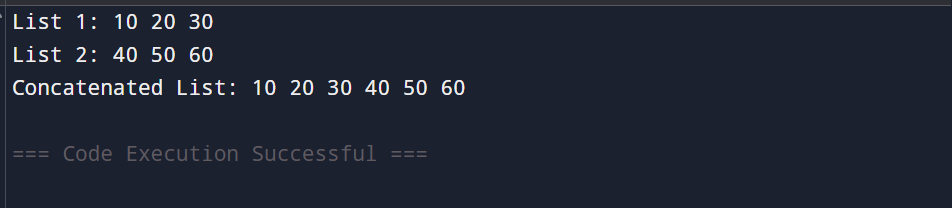 List 1: 10 20 30
List 2: 40 50 60
Concatenated List: 10 20 30 40 50 60
=== Code Execution Successful ===